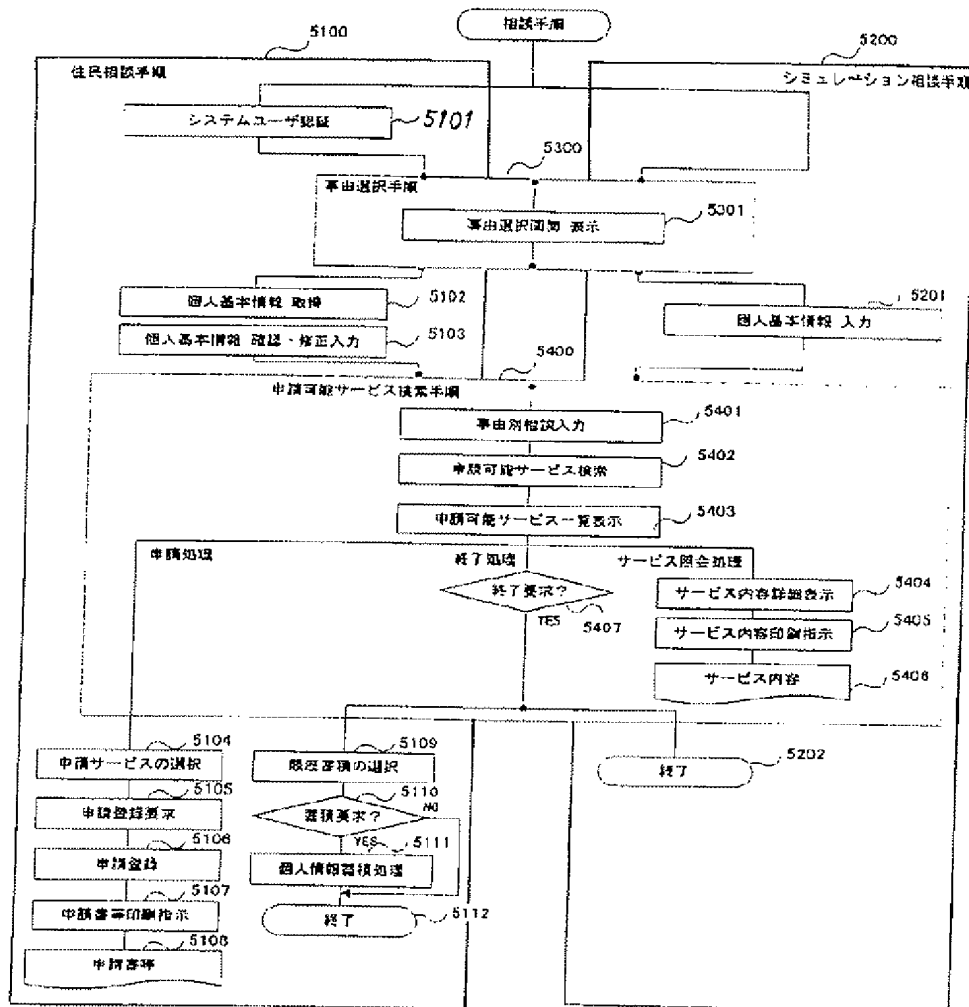 相談手順
5100
5200
住民相談手順
シミュレーション相談手順
システムユーザ認証
5101
5300
事由選択手順
5301
事由選択画面 表示
個人基本情報 取得
5102
5201
個人基本情報 入力
個人基本情報 確認・修正入力
5103
5400
申請可能サービス検索手順
5401
事由別相談入力
5402
申請可能サービス検索
5403
申請可能サービス一覧表示
申請処理
終了処理
サービス照会処理
終了要求?
5404
サービス内容詳細表示
YES
5407
5405
サービス内容印刷指示
サービス内容
5406
5104
申請サービスの選択
5109
履歴蓄積の選択
5202
終了
5105
申請登録要求
5110
NO
蓄積要求?
5106
申請登録
YES
5111
個人情報蓄積処理
5107
申請書等印刷指示
終了
5112
5108
申請書等